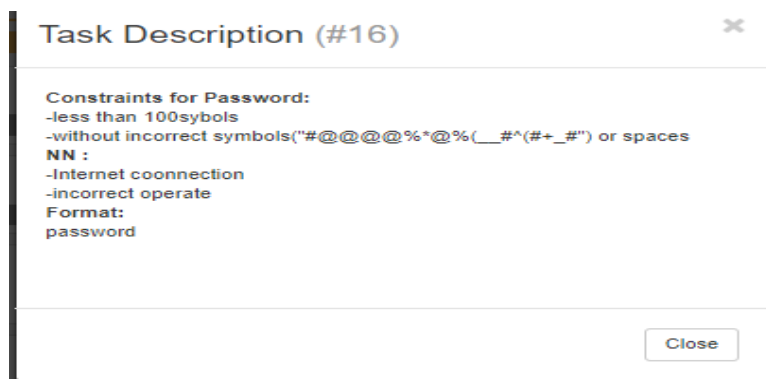 Task Description (#16)
×
Constraints for Password:
-less than 100sybols
-without incorrect symbols("#@@@@%*@%(__#^(#+_#") or spaces
NN :
-Internet coonnection
-incorrect operate
Format:
password
Close